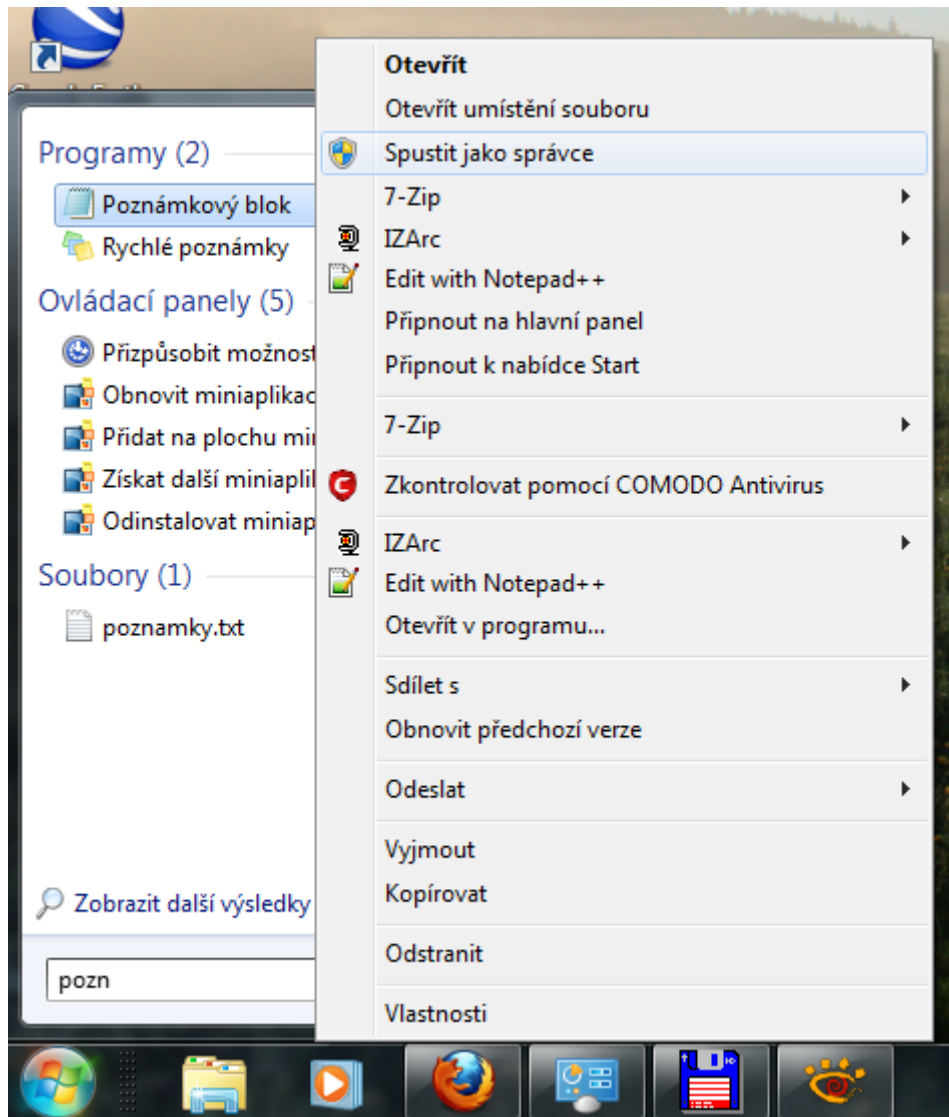 Programy (2)
Poznámkový blok
Rychlé poznámky
Ovládací panely (5)
Přizpůsobit možnost
Obnovit miniaplikac
Přidat na plochu mi
Získat další miniapli
Odinstalovat miniap
Soubory (1)
poznamky.txt
Zobrazit další výsledky
pozn
Otevřít
Otevřít umístění souboru
Spustit jako správce
7-Zip
IZArc
Edit with Notepad++
Připnout na hlavní panel
Připnout k nabídce Start
7-Zip
Zkontrolovat pomocí COMODO Antivirus
IZArc
Edit with Notepad++
Otevřít v programu...
Sdílet s
Obnovit předchozí verze
Odeslat
Vyjmout
Kopírovat
Odstranit
Vlastnosti